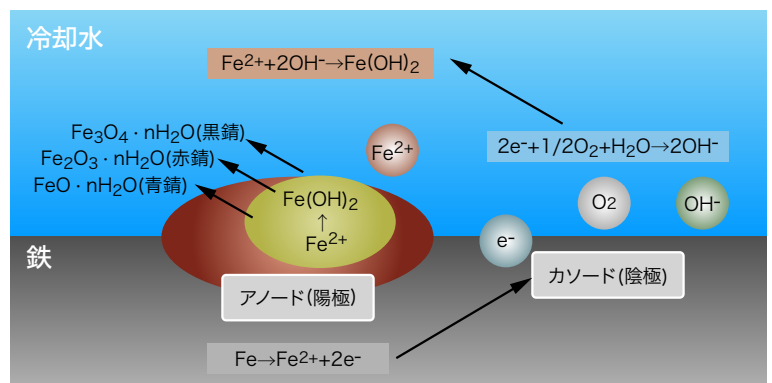 冷却水
Fe2++2OH-→Fe(OH)2
Fe3O4・nH2O(黒錆)
Fe2O3・nH2O(赤錆)
FeO・nH2O(青錆)
Fe2+
2e-+1/2O2+H2O→2OH-
Fe(OH)2
↑
Fe2+
e-
O2
OH-
鉄
アノード(陽極)
カソード(陰極)
Fe→Fe2++2e-